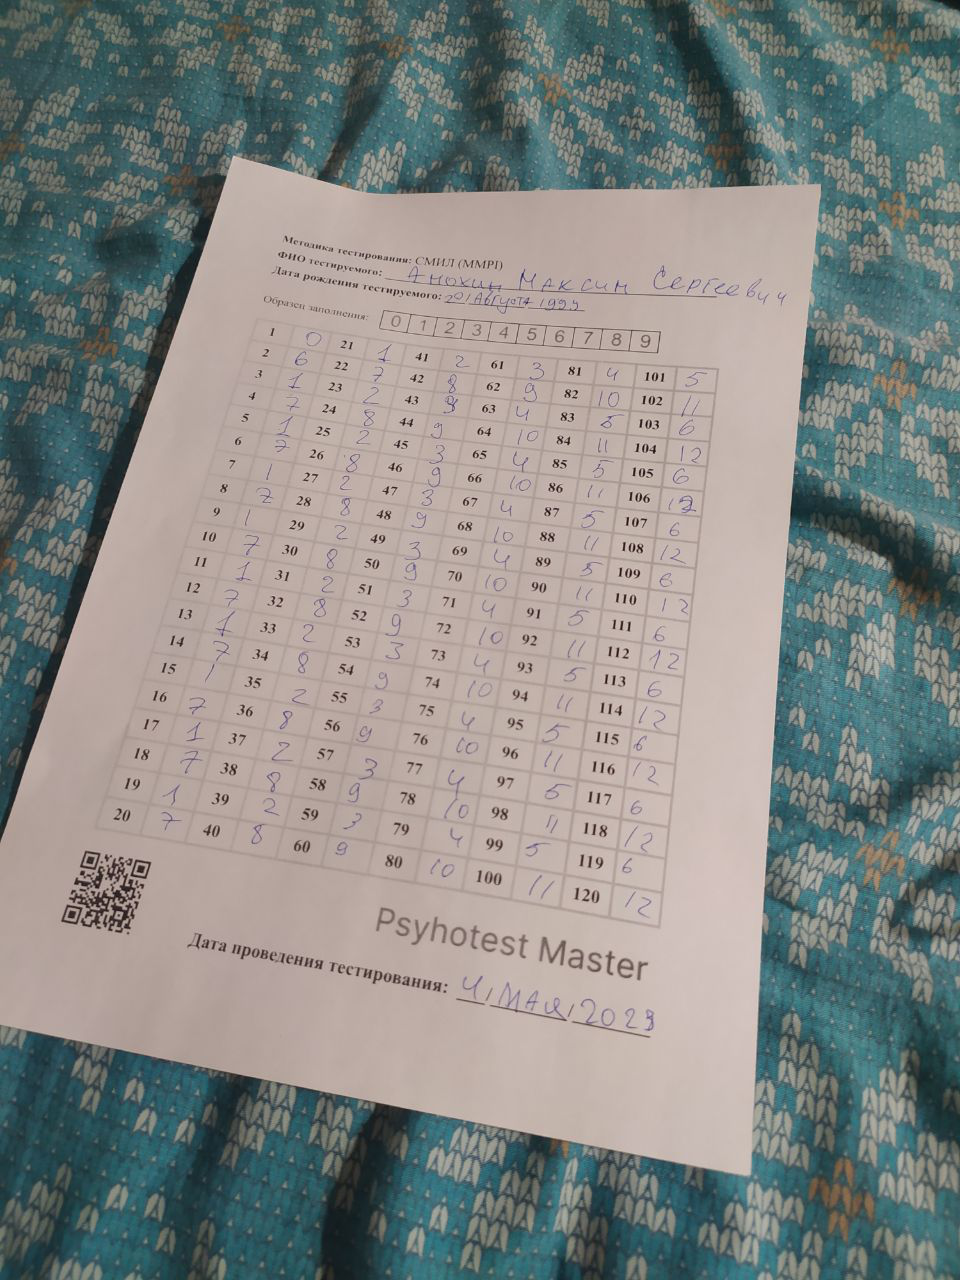 Методика тестирования: СМИЛ (MMPI)
ФИО тестируемого: Анохин Максим Сергеевич
Дата рождения тестируемого: 20/Августа 1999
Образец заполнения: 0 1 2 3 4 5 6 7 8 9
1 0 21 1 41 2 61 3 81 4 101 5
2 6 22 7 42 8 62 9 82 10 102 11
3 1 23 2 43 3 63 4 83 5 103 6
4 7 24 8 44 9 64 10 84 11 104 12
5 1 25 2 45 3 65 4 85 5 105 6
6 7 26 8 46 9 66 10 86 11 106 12
7 1 27 2 47 3 67 4 87 5 107 6
8 7 28 8 48 9 68 10 88 11 108 12
9 1 29 2 49 3 69 4 89 5 109 6
10 7 30 8 50 9 70 10 90 11 110 12
11 1 31 2 51 3 71 4 91 5 111 6
12 7 32 8 52 9 72 10 92 11 112 12
13 1 33 2 53 3 73 4 93 5 113 6
14 7 34 8 54 9 74 10 94 11 114 12
15 1 35 2 55 3 75 4 95 5 115 6
16 7 36 8 56 9 76 10 96 11 116 12
17 1 37 2 57 3 77 4 97 5 117 6
18 7 38 8 58 9 78 10 98 11 118 12
19 1 39 2 59 3 79 4 99 5 119 6
20 7 40 8 60 9 80 10 100 11 120 12
Psyhotest Master
Дата проведения тестирования: 4/Мая/2023